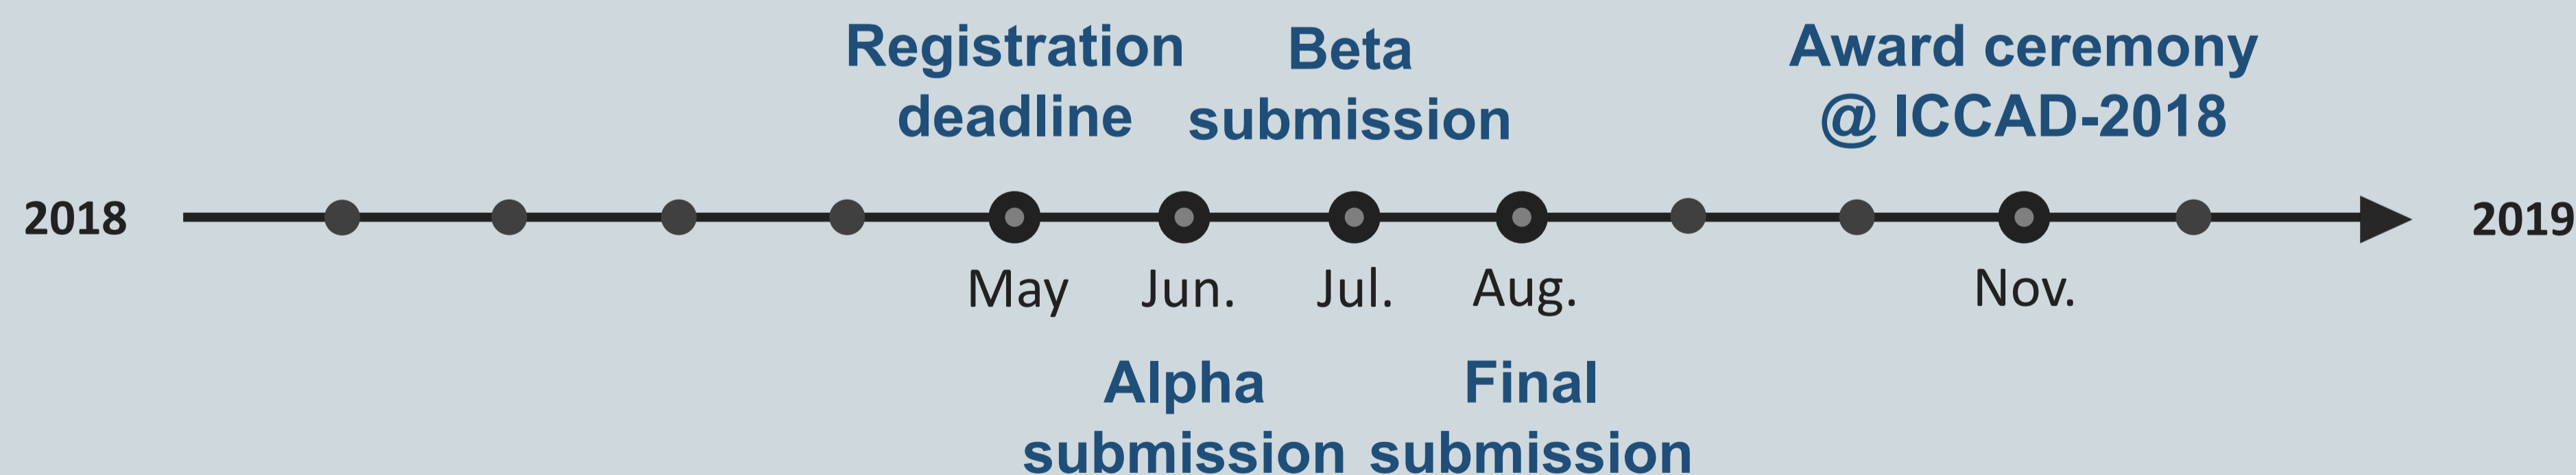 Registration
deadline
Beta
submission
Award ceremony
@ ICCAD-2018
2018
2019
May
Jun.
Jul.
Aug.
Nov.
Alpha
submission
Final
submission